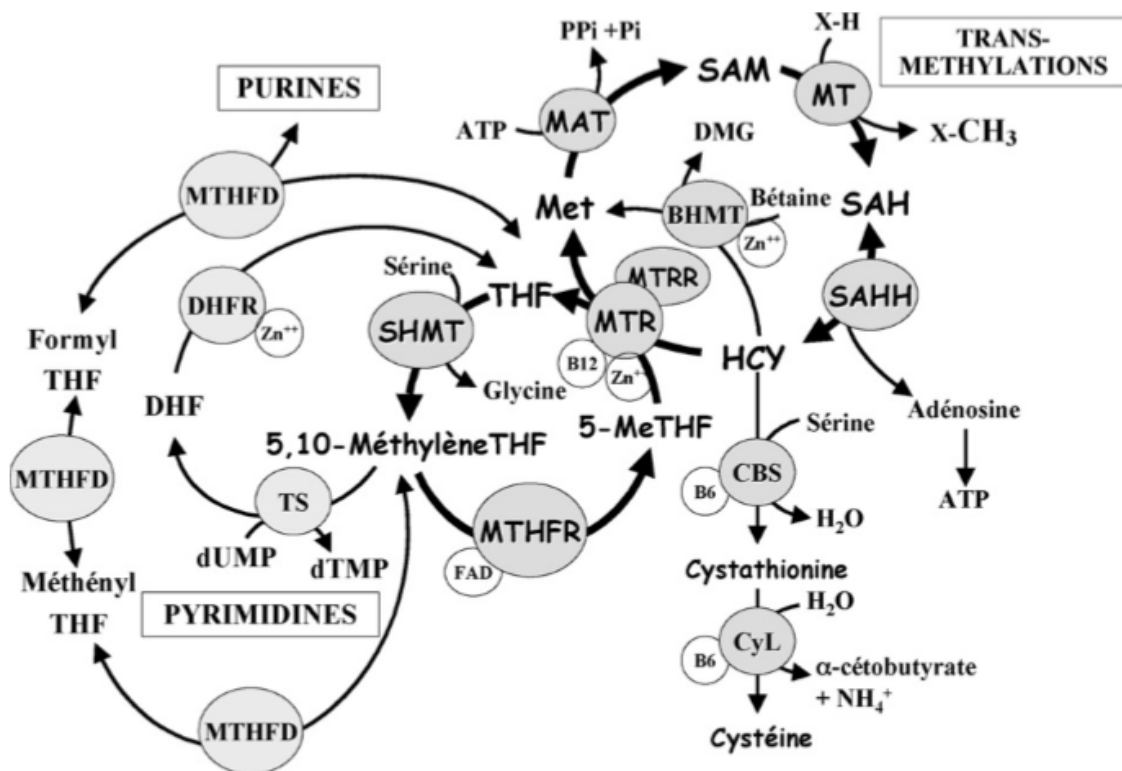 PPi +Pi
X-H
TRANS-
METHYLATIONS
SAM
MT
PURINES
MAT
ATP
DMG
X-CH₃
MTHFD
Met
BHMT
Bétaine
SAH
Zn⁺⁺
Sérine
MTRR
THF
DHFR
Zn⁺⁺
SHMT
MTR
SAHH
Formyl
THF
B12
Zn⁺⁺
HCY
Glycine
DHF
5-MeTHF
Sérine
Adénosine
5,10-MéthylèneTHF
MTHFD
CBS
B6
TS
MTHFR
ATP
H₂O
dUMP
dTMP
FAD
Méthényl
THF
PYRIMIDINES
Cystathionine
H₂O
CyL
B6
α-cétobutyrate
+ NH₄⁺
MTHFD
Cystéine